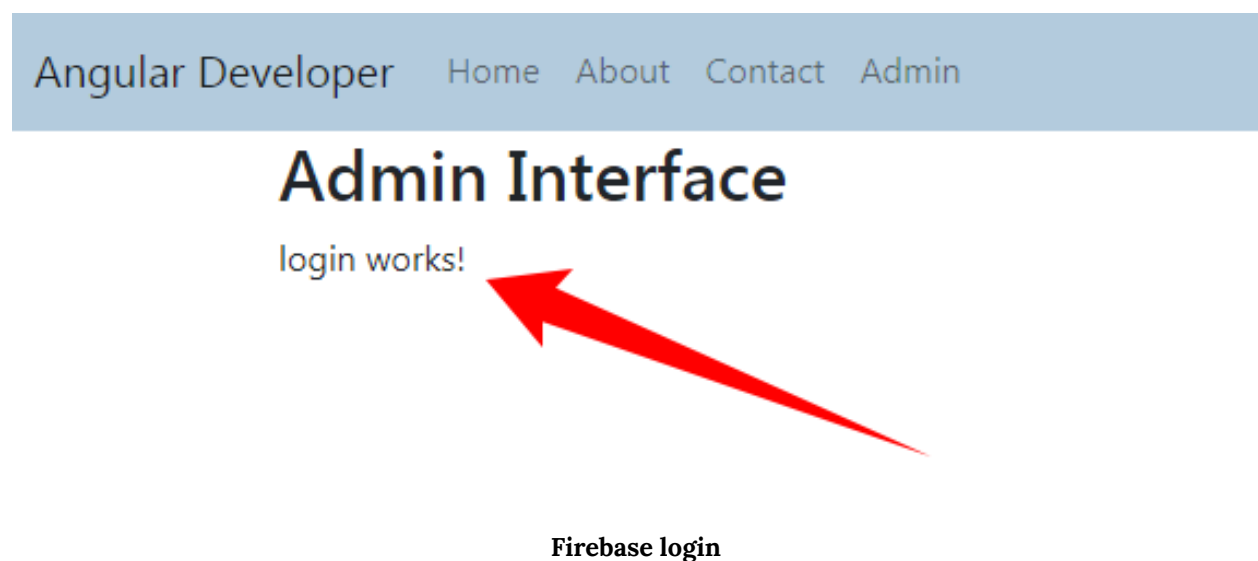 Angular Developer Home About Contact Admin
Admin Interface
login works!
Firebase login